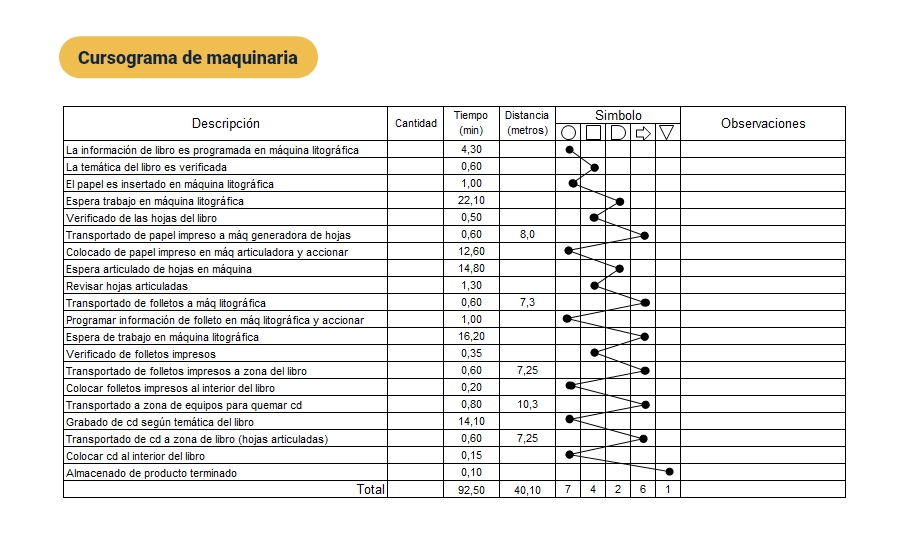 Cursograma de maquinaria
Descripción Cantidad Tiempo (min) Distancia (metros) Simbolo Observaciones
La información de libro es programada en máquina litográfica 4,30
La temática del libro es verificada 0,60
El papel es insertado en máquina litográfica 1,00
Espera trabajo en máquina litográfica 22,10
Verificado de las hojas del libro 0,50
Transportado de papel impreso a máq generadora de hojas 0,60 8,0
Colocado de papel impreso en máq articuladora y accionar 12,60
Espera articulado de hojas en máquina 14,80
Revisar hojas articuladas 1,30
Transportado de folletos a máq litográfica 0,60 7,3
Programar información de folleto en máq litográfica y accionar 1,00
Espera de trabajo en máquina litográfica 16,20
Verificado de folletos impresos 0,35
Transportado de folletos impresos a zona del libro 0,60 7,25
Colocar folletos impresos al interior del libro 0,20
Transportado a zona de equipos para quemar cd 0,80 10,3
Grabado de cd según temática del libro 14,10
Transportado de cd a zona de libro (hojas articuladas) 0,60 7,25
Colocar cd al interior del libro 0,15
Almacenado de producto terminado 0,10
Total 92,50 40,10 7 4 2 6 1